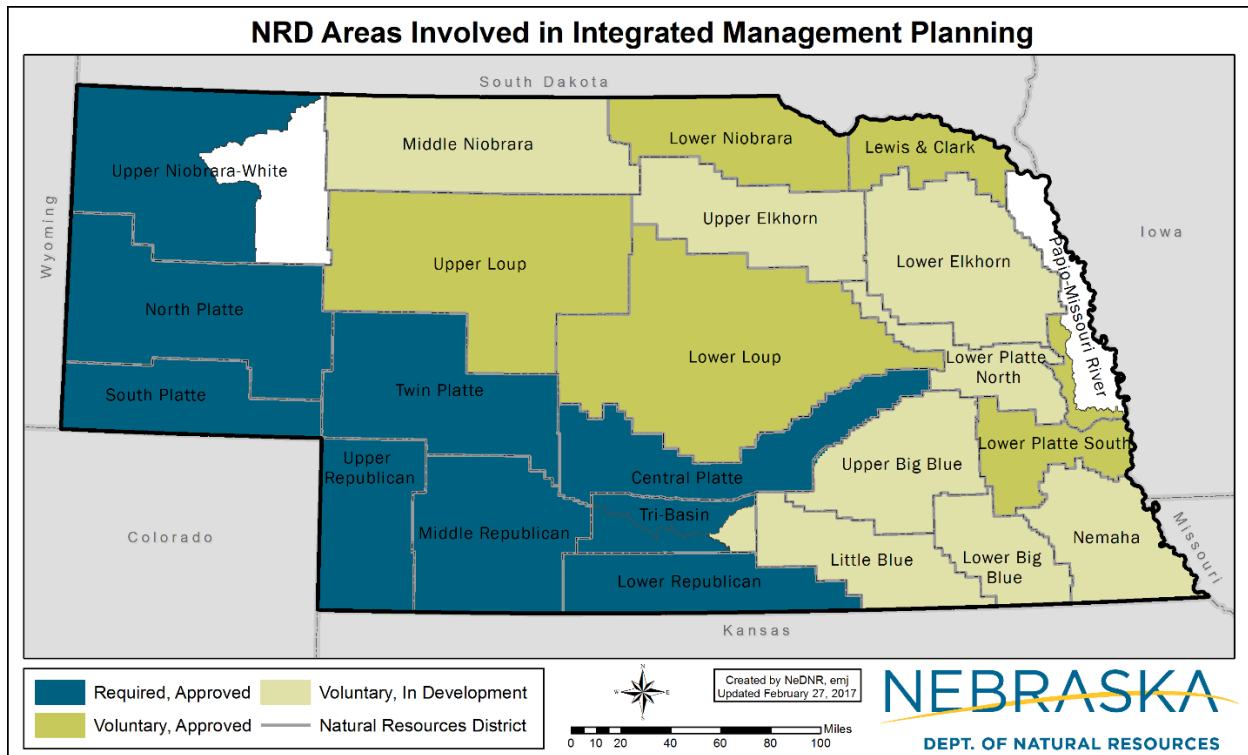 NRD Areas Involved in Integrated Management Planning
South Dakota
Wyoming
Iowa
Colorado
Kansas
Missouri
Upper Niobrara-White
Middle Niobrara
Lower Niobrara
Lewis & Clark
Upper Elkhorn
Lower Elkhorn
Papio-Missouri River
Upper Loup
North Platte
Lower Loup
Lower Platte
North
South Platte
Twin Platte
Lower Platte South
Upper
Republican
Central Platte
Upper Big Blue
Tri-Basin
Middle Republican
Nemaha
Little Blue
Lower Big
Blue
Lower Republican
Required, Approved
Voluntary, In Development
Voluntary, Approved
Natural Resources District
N
W
E
S
Created by NeDNR, emj
Updated February 27, 2017
Miles
0 10 20 40 60 80 100
NEBRASKA
DEPT. OF NATURAL RESOURCES